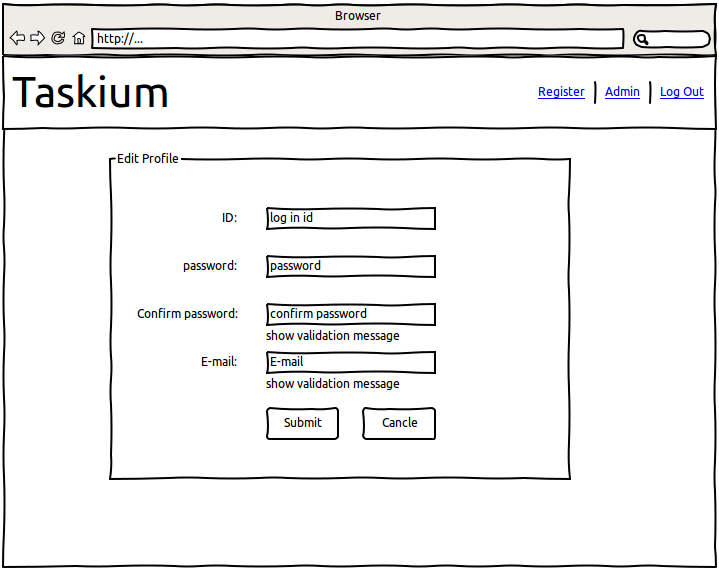 Browser
http://...
Taskium
Register Admin Log Out
Edit Profile
ID: log in id
password: password
Confirm password: confirm password
show validation message
E-mail: E-mail
show validation message
Submit Cancle